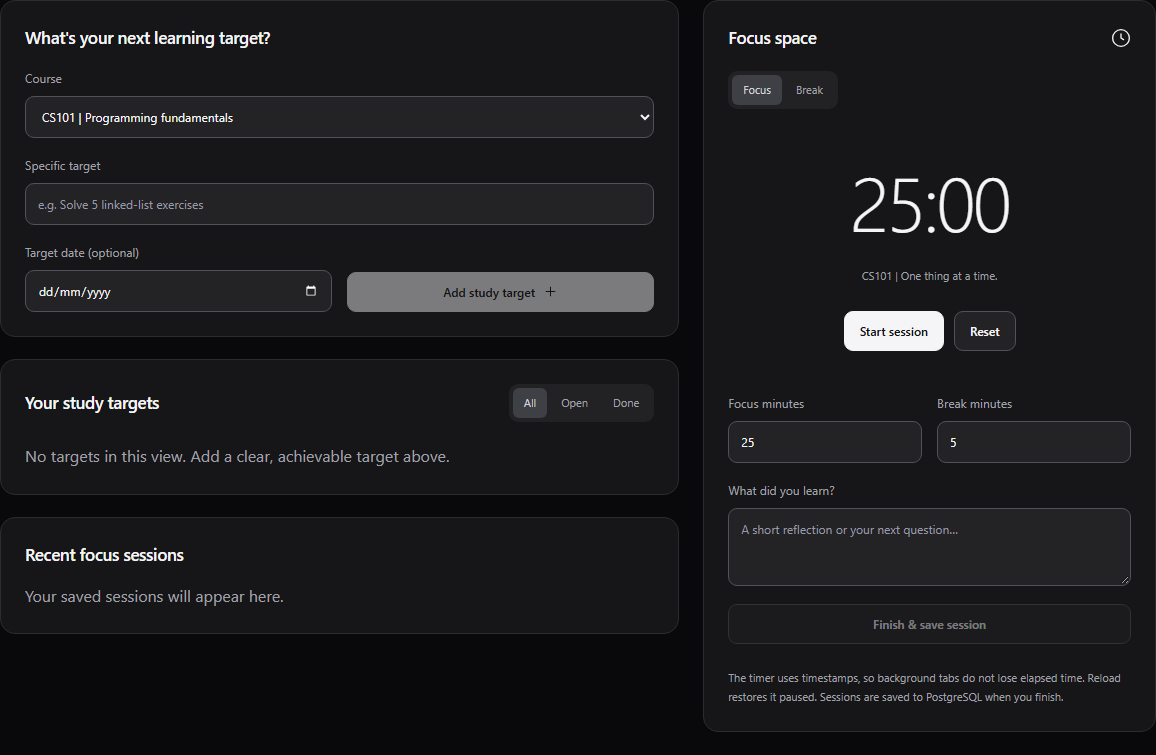 What's your next learning target?
Course
CS101 | Programming fundamentals
Specific target
e.g. Solve 5 linked-list exercises
Target date (optional)
dd/mm/yyyy
Add study target +
Your study targets
All Open Done
No targets in this view. Add a clear, achievable target above.
Recent focus sessions
Your saved sessions will appear here.
Focus space
Focus Break
25:00
CS101 | One thing at a time.
Start session Reset
Focus minutes Break minutes
25 5
What did you learn?
A short reflection or your next question...
Finish & save session
The timer uses timestamps, so background tabs do not lose elapsed time. Reload
restores it paused. Sessions are saved to PostgreSQL when you finish.